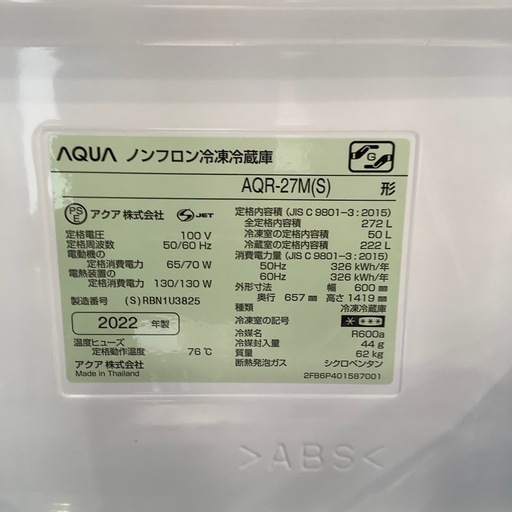 AQUA ノンフロン冷凍冷蔵庫
G
AQR-27M(S) 形
PS E アクア株式会社 S JET
定格電圧 100 V
定格周波数 50/60 Hz
電動機の
定格消費電力 65/70 W
電熱装置の
定格消費電力 130/130 W
製造番号 (S)RBN1U3825
2022 年製
温度ヒューズ
定格動作温度 76℃
アクア株式会社
Made in Thailand
定格内容積 (JIS C 9801-3:2015)
全定格内容積 272 L
冷凍室の定格内容積 50 L
冷蔵室の定格内容積 222 L
消費電力量 (JIS C 9801-3:2015)
50Hz 326 kWh/年
60Hz 326 kWh/年
外形寸法 幅 600 mm
奥行 657 mm 高さ 1419 mm
種類 冷凍冷蔵庫
冷凍室の記号
冷媒名 R600a
冷媒封入量 44 g
質量 62 kg
断熱発泡ガス シクロペンタン
2FB6P401587001
>ABS<